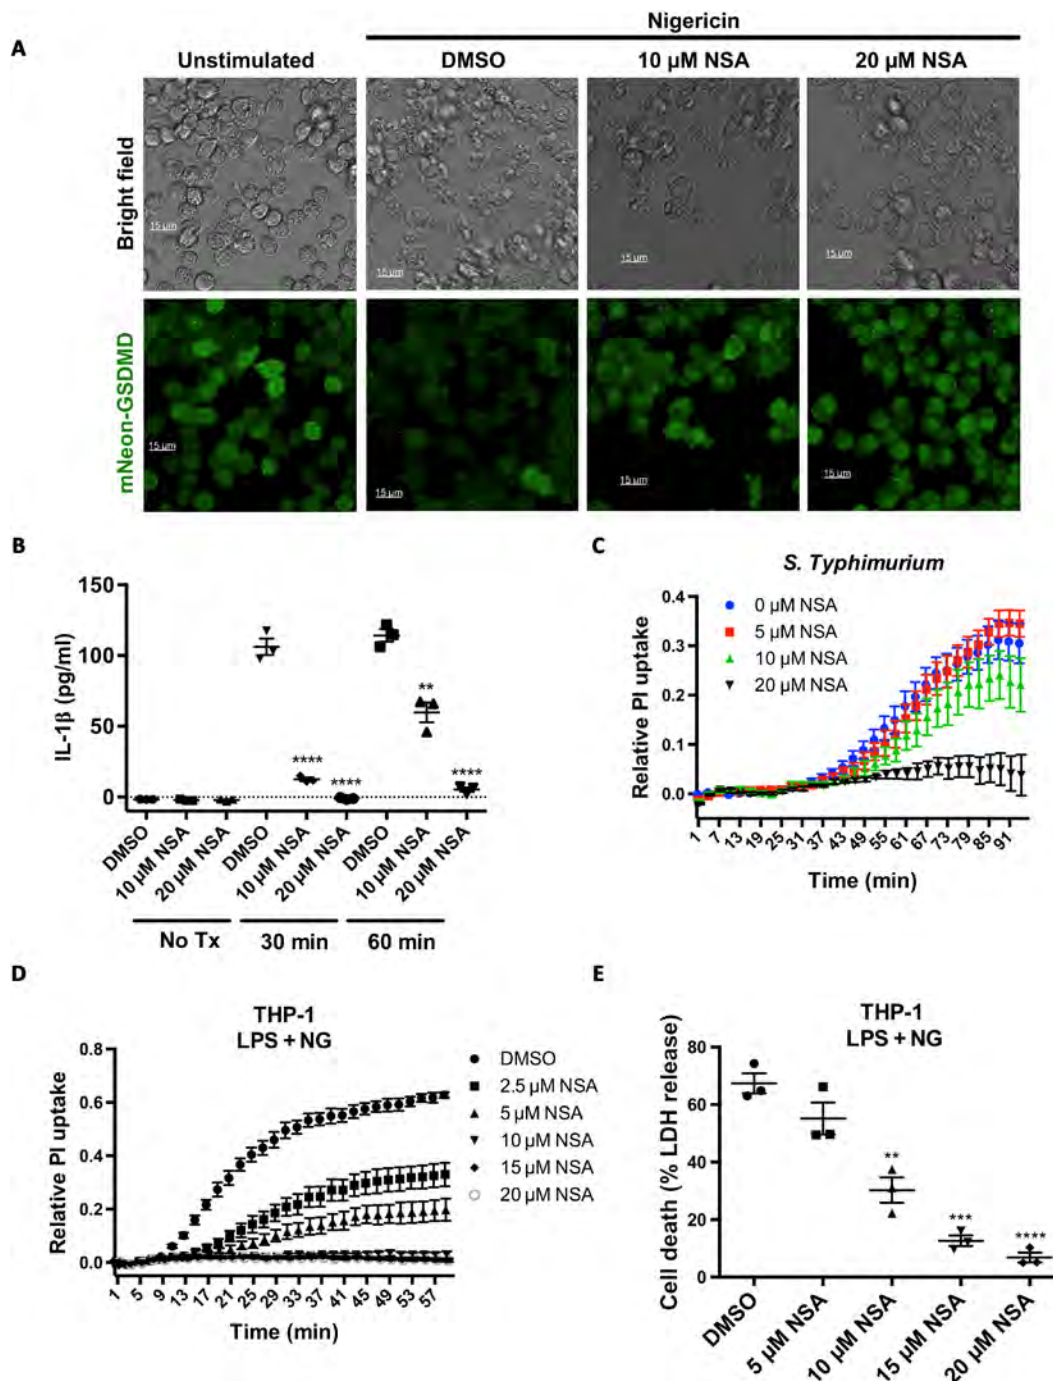 A
Nigericin
Unstimulated
DMSO
10 µM NSA
20 µM NSA
Bright field
15 µm
15 µm
15 µm
15 µm
mNeon-GSDMD
15 µm
15 µm
15 µm
15 µm
B
IL-1β (pg/ml)
150
100
50
0
**
****
****
****
DMSO
10 µM NSA
20 µM NSA
DMSO
10 µM NSA
20 µM NSA
DMSO
10 µM NSA
20 µM NSA
No Tx
30 min
60 min
C
S. Typhimurium
0 µM NSA
5 µM NSA
10 µM NSA
20 µM NSA
Relative PI uptake
0.4
0.3
0.2
0.1
0.0
1 7 13 19 25 31 37 43 49 55 61 67 73 79 85 91
Time (min)
D
THP-1
LPS + NG
DMSO
2.5 µM NSA
5 µM NSA
10 µM NSA
15 µM NSA
20 µM NSA
Relative PI uptake
0.8
0.6
0.4
0.2
0.0
1 5 9 13 17 21 25 29 33 37 41 45 49 53 57
Time (min)
E
THP-1
LPS + NG
Cell death (% LDH release)
80
60
40
20
0
**
***
****
DMSO
5 µM NSA
10 µM NSA
15 µM NSA
20 µM NSA